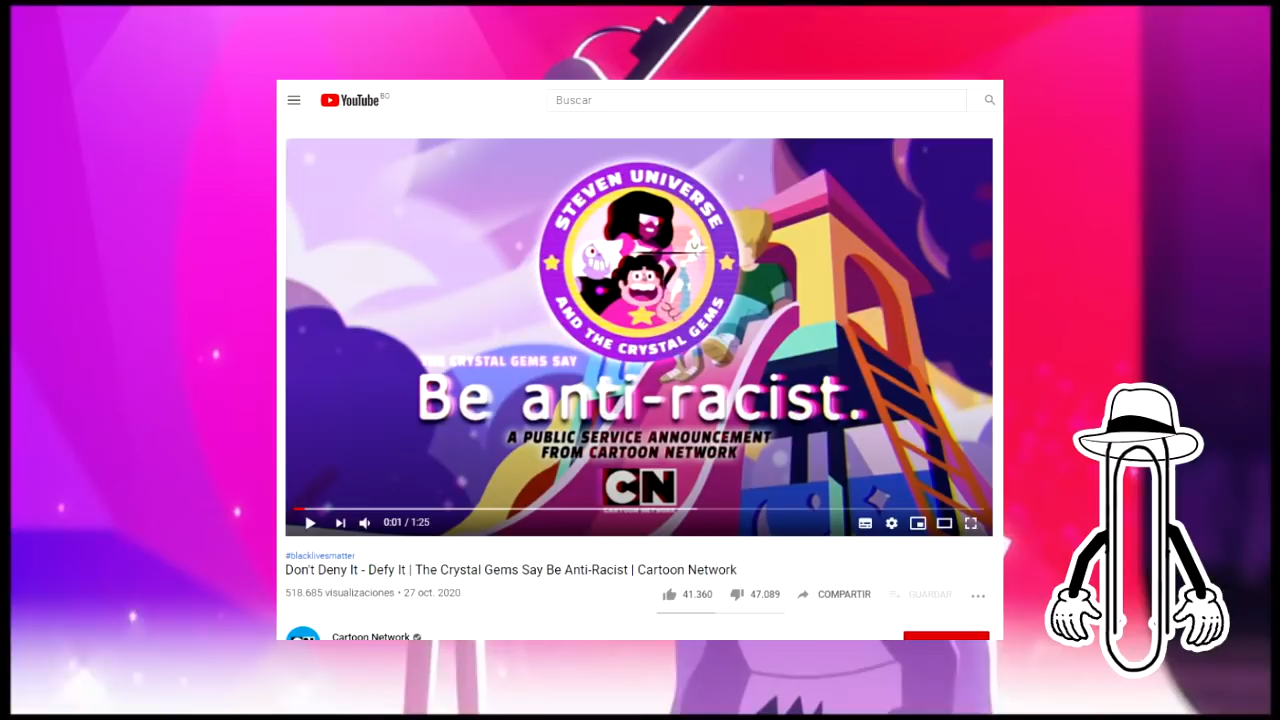 YouTube BO
Buscar
STEVEN UNIVERSE
AND THE CRYSTAL GEMS
THE CRYSTAL GEMS SAY
Be anti-racist.
A PUBLIC SERVICE ANNOUNCEMENT
FROM CARTOON NETWORK
CN
CARTOON NETWORK
0:01 / 1:25
#blacklivesmatter
Don't Deny It - Defy It | The Crystal Gems Say Be Anti-Racist | Cartoon Network
518.685 visualizaciones • 27 oct. 2020
41.360 47.089 COMPARTIR GUARDAR
Cartoon Network